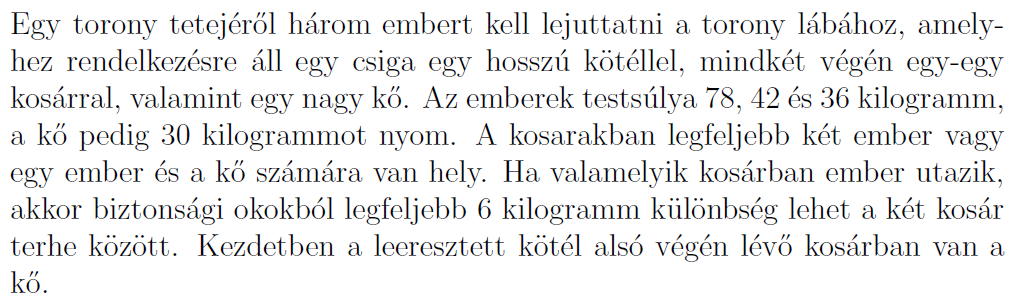 Egy torony tetejéről három embert kell lejuttatni a torony lábához, amely-
hez rendelkezésre áll egy csiga egy hosszú kötéllel, mindkét végén egy-egy
kosárral, valamint egy nagy kő. Az emberek testsúlya 78, 42 és 36 kilogramm,
a kő pedig 30 kilogrammot nyom. A kosarakban legfeljebb két ember vagy
egy ember és a kő számára van hely. Ha valamelyik kosárban ember utazik,
akkor biztonsági okokból legfeljebb 6 kilogramm különbség lehet a két kosár
terhe között. Kezdetben a leeresztett kötél alsó végén lévő kosárban van a
kő.